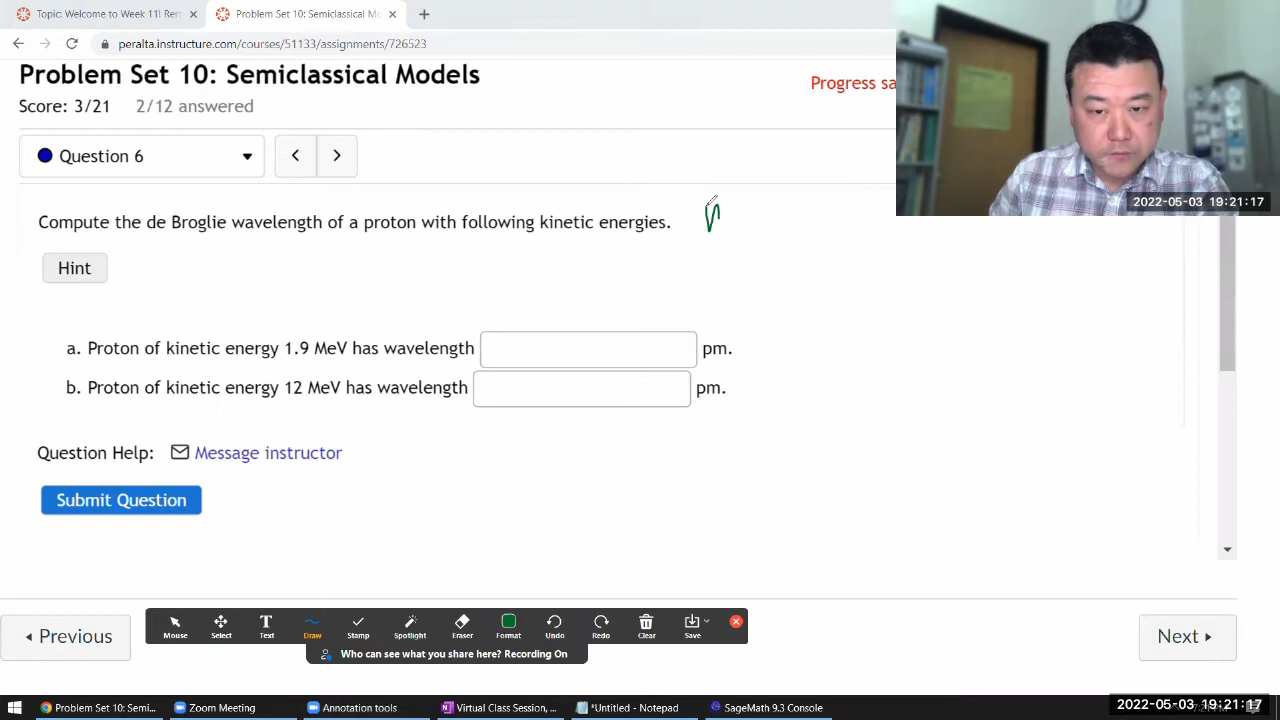 Topic: Welcome to Week 11! Rem
Problem Set 10: Semiclassical Mo
peralta.instructure.com/courses/51133/assignments/726523
Problem Set 10: Semiclassical Models
Score: 3/21 2/12 answered
Progress sa
Question 6
2022-05-03 19:21:17
Compute the de Broglie wavelength of a proton with following kinetic energies.
Hint
a. Proton of kinetic energy 1.9 MeV has wavelength pm.
b. Proton of kinetic energy 12 MeV has wavelength pm.
Question Help: Message instructor
Submit Question
Previous
Mouse Select Text Draw Stamp Spotlight Eraser Format Undo Redo Clear Save
Next
Who can see what you share here? Recording On
Problem Set 10: Semi... Zoom Meeting Annotation tools Virtual Class Session, ... *Untitled - Notepad SageMath 9.3 Console
2022-05-03 19:21:17